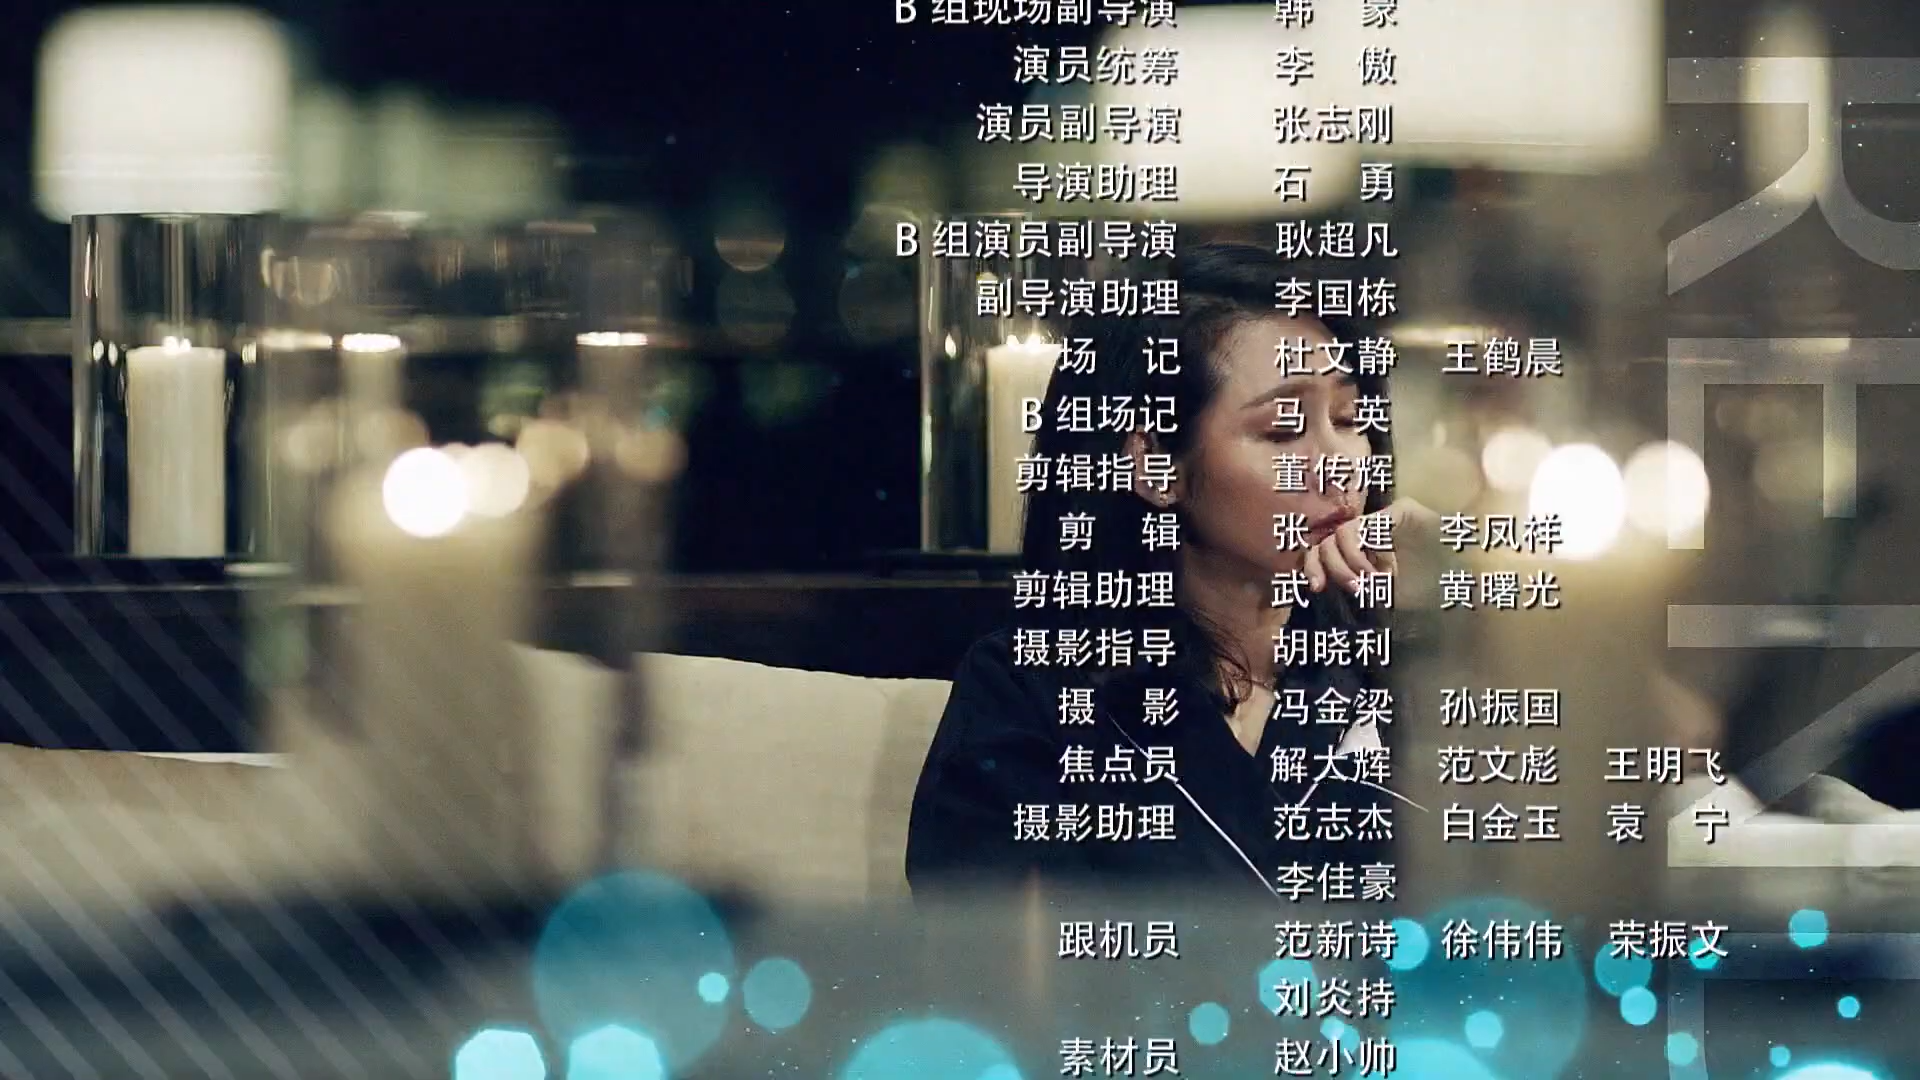 B 组现场副导演 韩 蒙
演员统筹 李 傲
演员副导演 张志刚
导演助理 石 勇
B 组演员副导演 耿超凡
副导演助理 李国栋
场 记 杜文静 王鹤晨
B 组场记 马 英
剪辑指导 董传辉
剪 辑 张 建 李凤祥
剪辑助理 武 桐 黄曙光
摄影指导 胡晓利
摄 影 冯金梁 孙振国
焦点员 解大辉 范文彪 王明飞
摄影助理 范志杰 白金玉 袁 宁
李佳豪
跟机员 范新诗 徐伟伟 荣振文
刘炎持
素材员 赵小帅